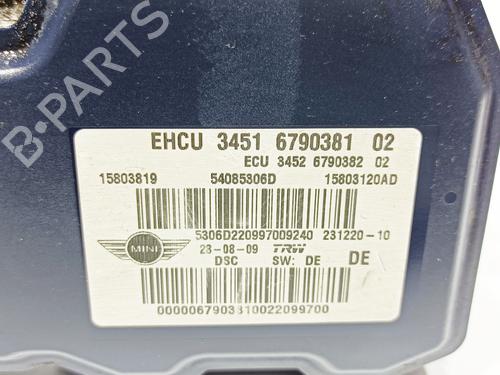 B-PARTS
EHCU 3451 6790381 02
ECU 3452 6790382 02
15803819 54085306D 15803120AD
5306D220997009240 231220-10
MINI 23-08-09 TRW DE
DSC SW: DE
0000067903310022099700